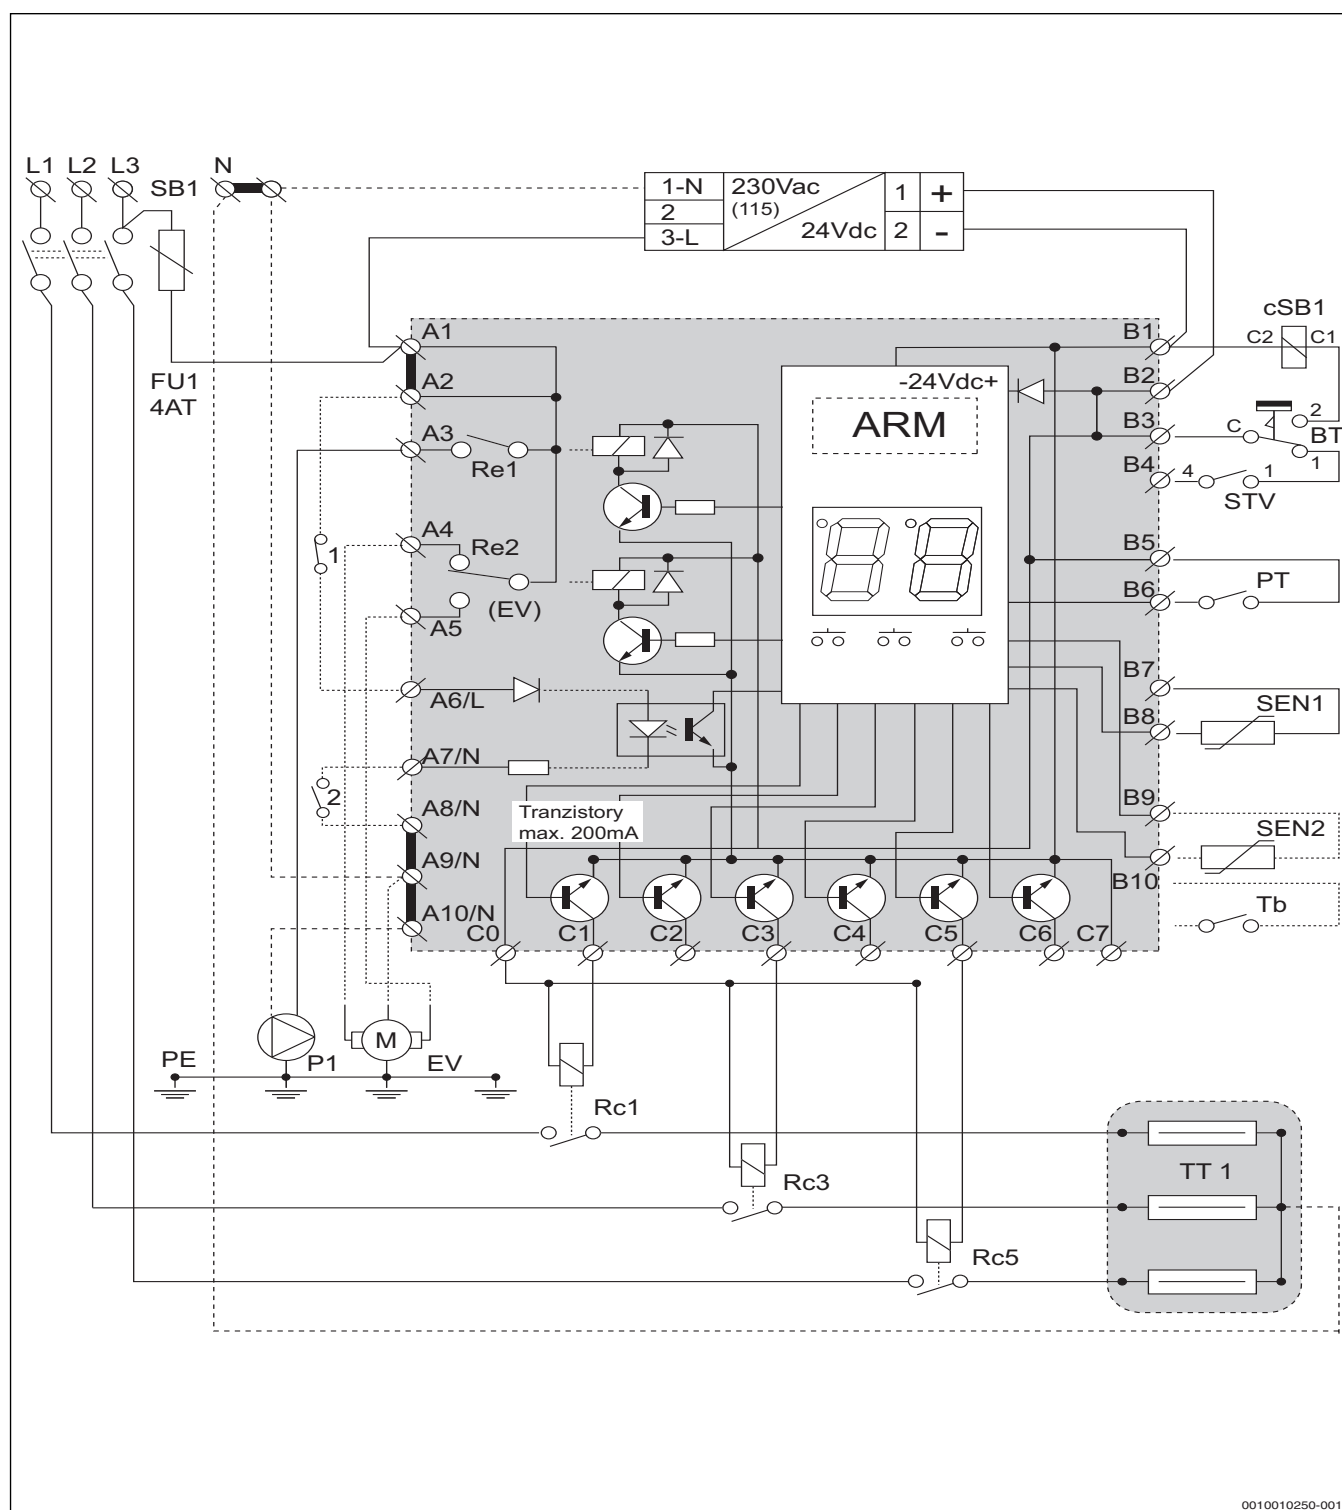 L1 L2 L3 SB1 N
1-N 230Vac 1 +
2 (115)
3-L 24Vdc 2 -
FU1
4AT
A1
A2
A3
Re1
A4
Re2
(EV)
A5
A6/L
A7/N
A8/N
A9/N
A10/N
1
2
-24Vdc+
ARM
Tranzistory
max. 200mA
B1
B2
B3
B4
B5
B6
B7
B8
B9
B10
cSB1
C2 C1
C 2
BT
1
4 1
STV
PT
SEN1
SEN2
Tb
C0 C1 C2 C3 C4 C5 C6 C7
M
PE P1 EV
Rc1
Rc3
Rc5
TT 1
0010010250-001